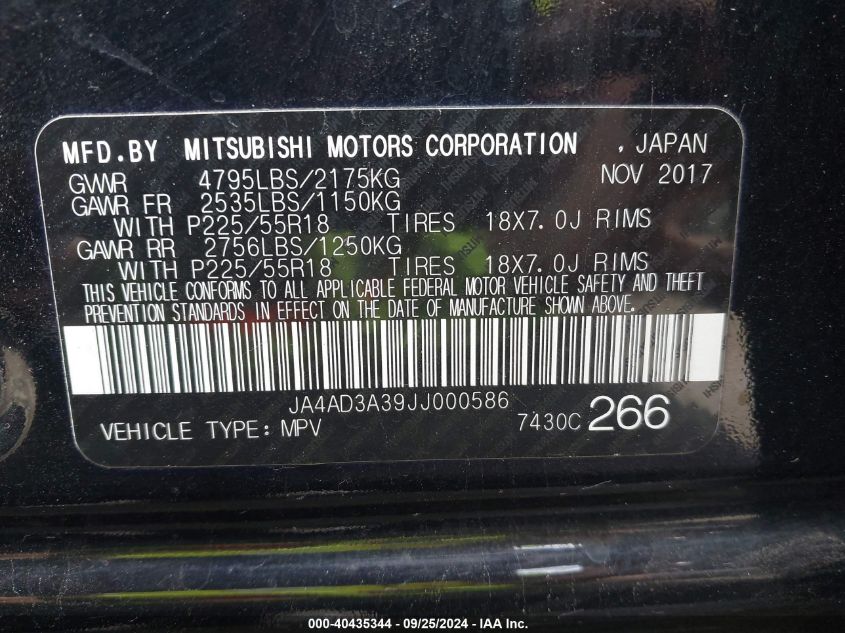 MFD.BY MITSUBISHI MOTORS CORPORATION , JAPAN
GVWR 4795LBS/2175KG NOV 2017
GAWR FR 2535LBS/1150KG
WITH P225/55R18 TIRES 18X7.0J RIMS
GAWR RR 2756LBS/1250KG
WITH P225/55R18 TIRES 18X7.0J RIMS
THIS VEHICLE CONFORMS TO ALL APPLICABLE FEDERAL MOTOR VEHICLE SAFETY AND THEFT
PREVENTION STANDARDS IN EFFECT ON THE DATE OF MANUFACTURE SHOWN ABOVE.
JA4AD3A39JJ000586
VEHICLE TYPE: MPV 7430C 266
000-40435344 - 09/25/2024 - IAA Inc.